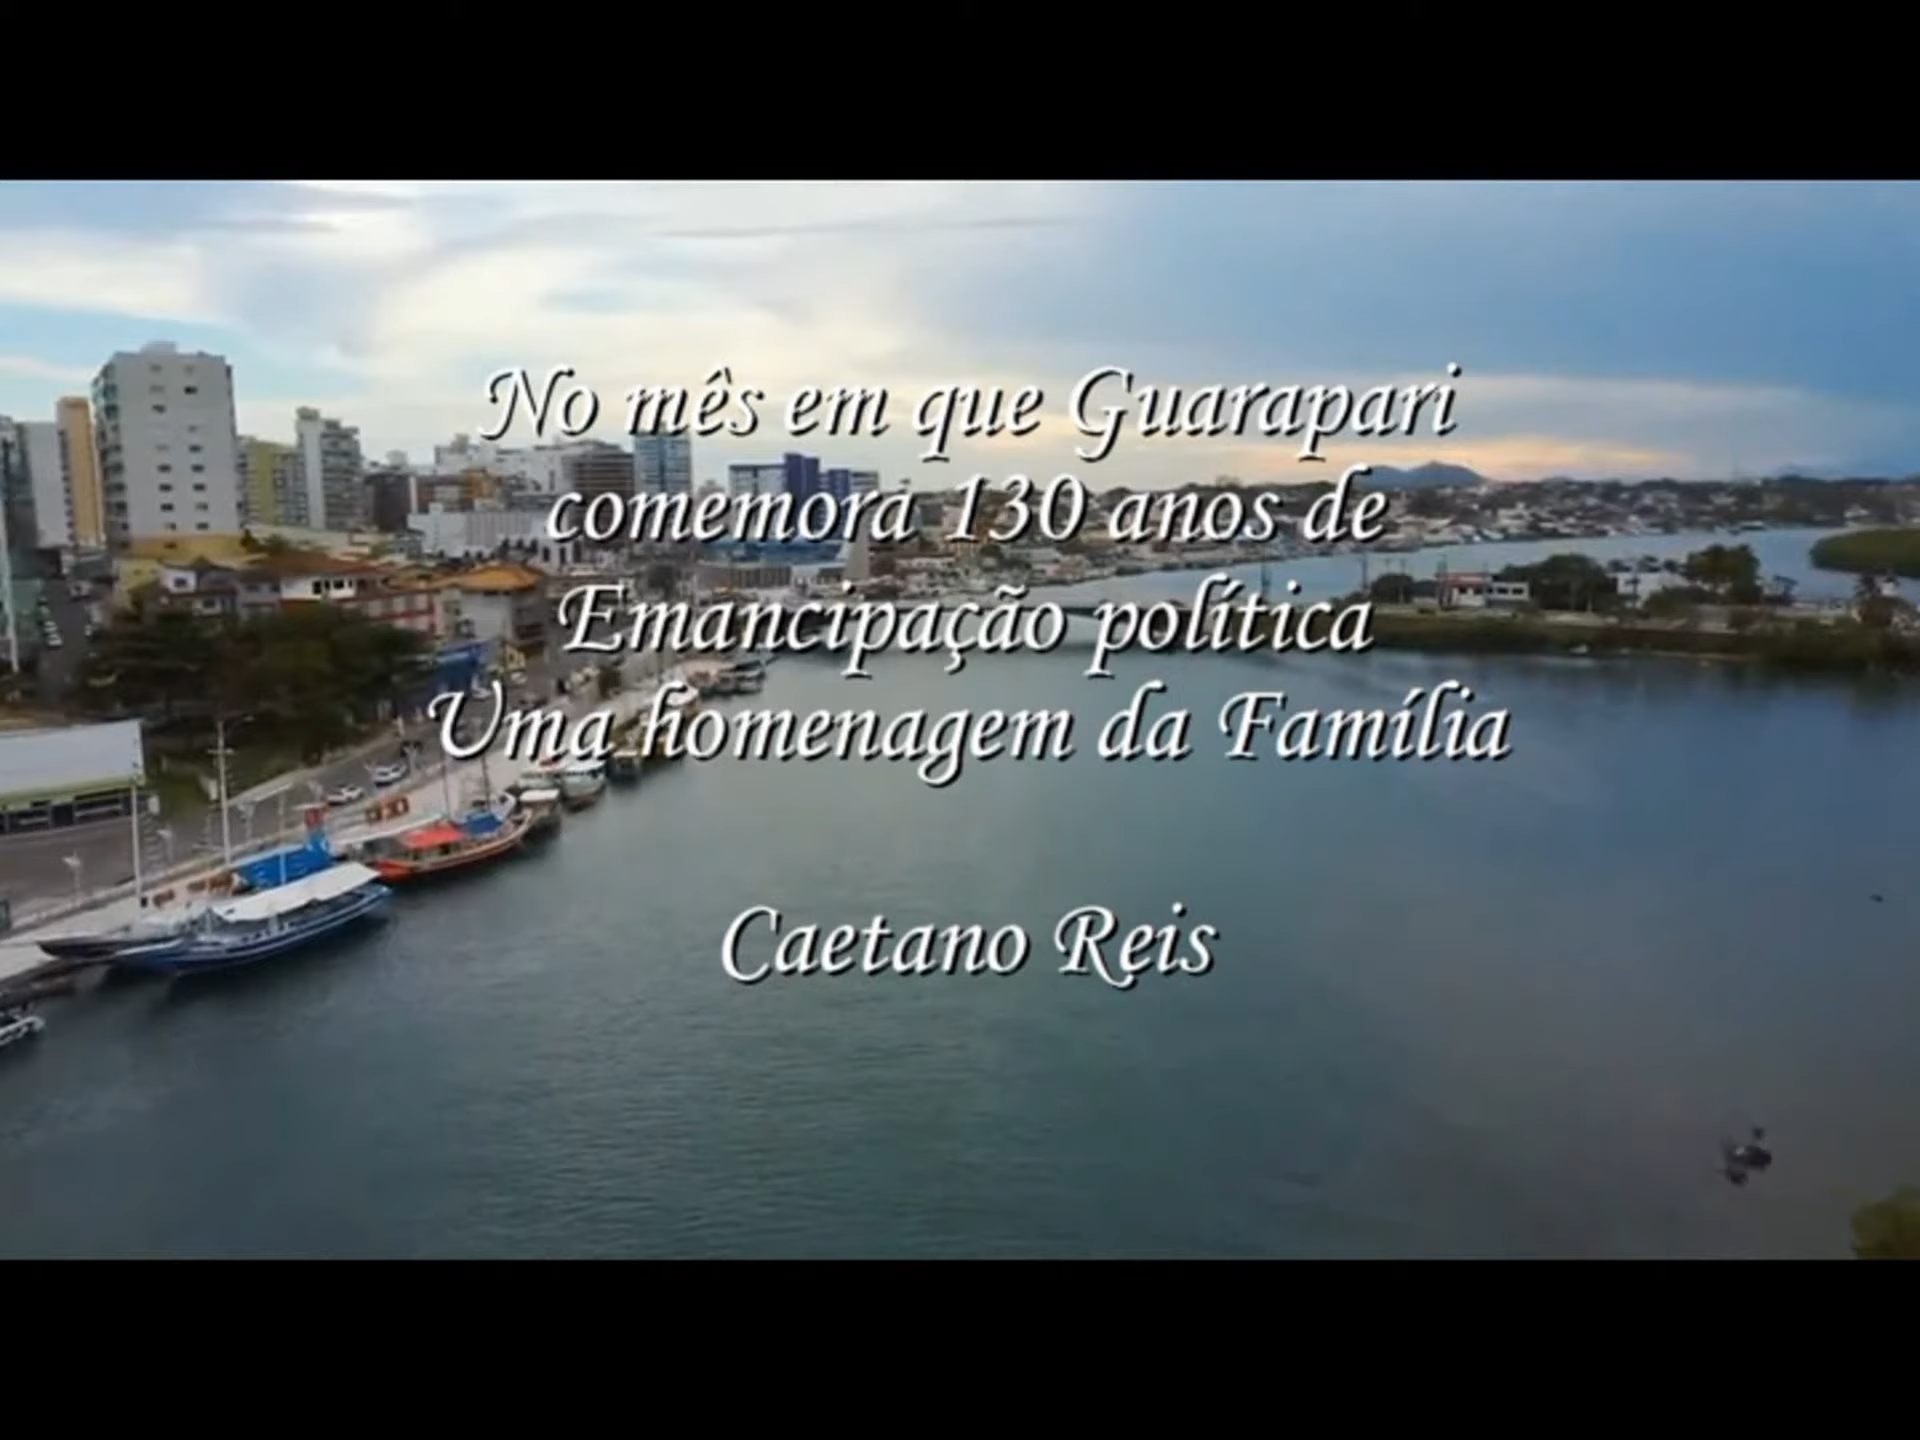 No mês em que Guarapari
comemora 130 anos de
Emancipação política
Uma homenagem da Família
Caetano Reis